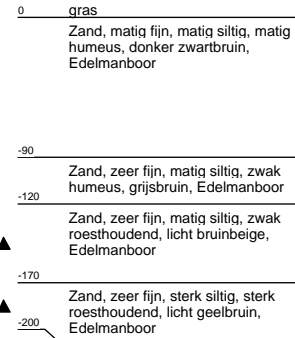 0 gras
Zand, matig fijn, matig siltig, matig
humeus, donker zwartbruin,
Edelmanboor
-90
Zand, zeer fijn, matig siltig, zwak
humeus, grijsbruin, Edelmanboor
-120
Zand, zeer fijn, matig siltig, zwak
roesthoudend, licht bruinbeige,
Edelmanboor
-170
Zand, zeer fijn, sterk siltig, sterk
roesthoudend, licht geelbruin,
Edelmanboor
-200